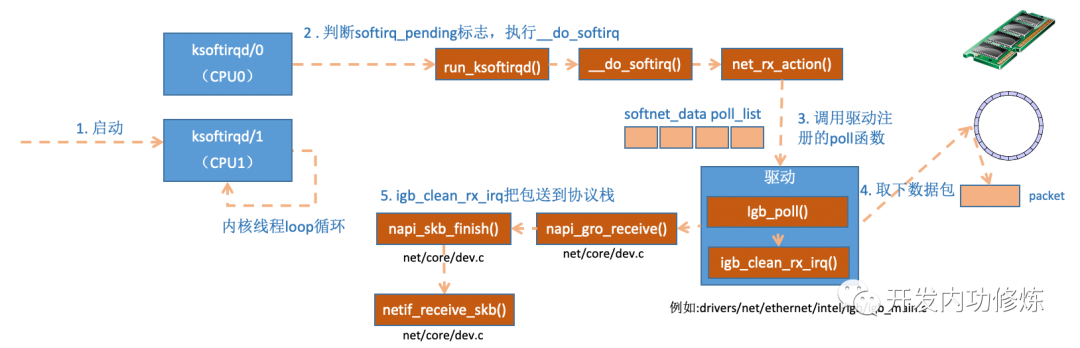 ksoftirqd/0
（CPU0）
2 . 判断softirq_pending标志，执行__do_softirq
run_ksoftirqd()
__do_softirq()
net_rx_action()
1. 启动
ksoftirqd/1
（CPU1）
内核线程loop循环
softnet_data poll_list
3. 调用驱动注
册的poll函数
驱动
Igb_poll()
igb_clean_rx_irq()
4. 取下数据包
packet
5. igb_clean_rx_irq把包送到协议栈
napi_skb_finish()
net/core/dev.c
napi_gro_receive()
net/core/dev.c
netif_receive_skb()
net/core/dev.c
例如:drivers/net/ethernet/intel/igb/igb_main.c
开发内功修炼